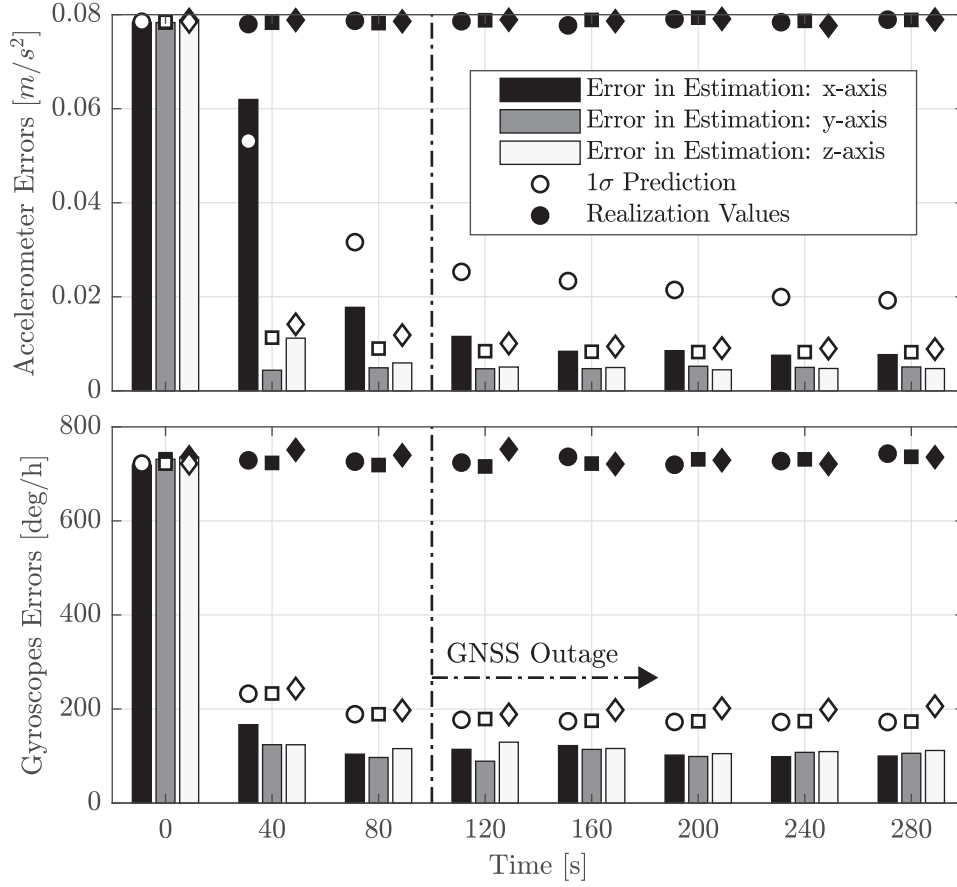 Accelerometer Errors [m/s²]
0.08
0.06
0.04
0.02
0
Error in Estimation: x-axis
Error in Estimation: y-axis
Error in Estimation: z-axis
1σ Prediction
Realization Values
Gyroscopes Errors [deg/h]
800
600
400
200
0
GNSS Outage
0 40 80 120 160 200 240 280
Time [s]